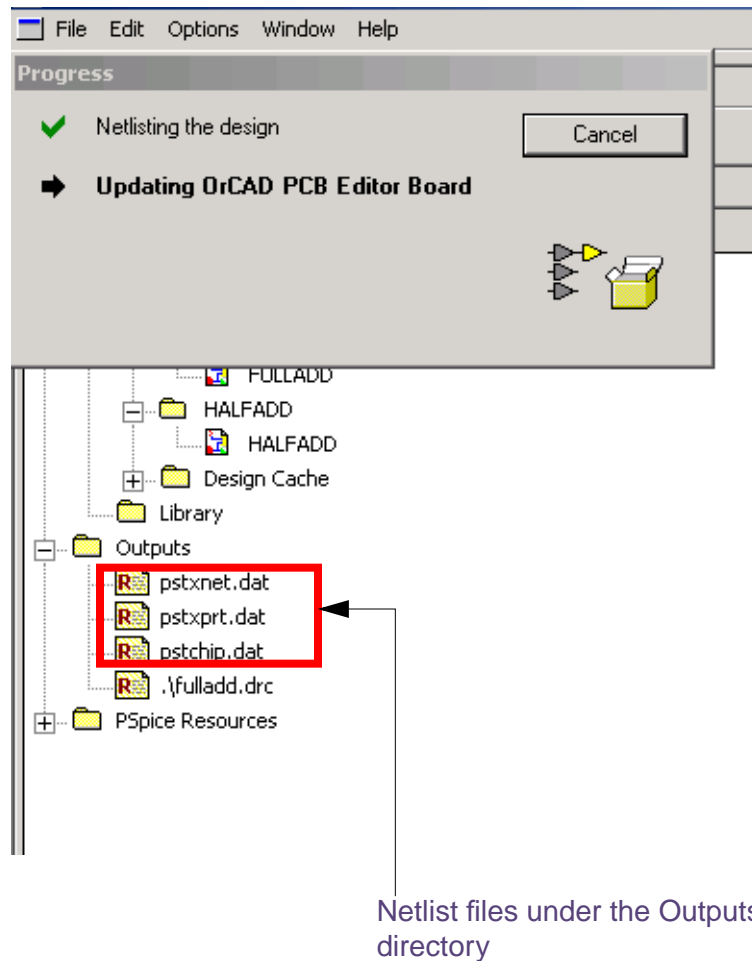 File Edit Options Window Help
Progress
Netlisting the design
Cancel
Updating OrCAD PCB Editor Board
FULLADD
HALFADD
HALFADD
Design Cache
Library
Outputs
pstxnet.dat
pstxprt.dat
pstchip.dat
.\fulladd.drc
PSpice Resources
Netlist files under the Outputs
directory